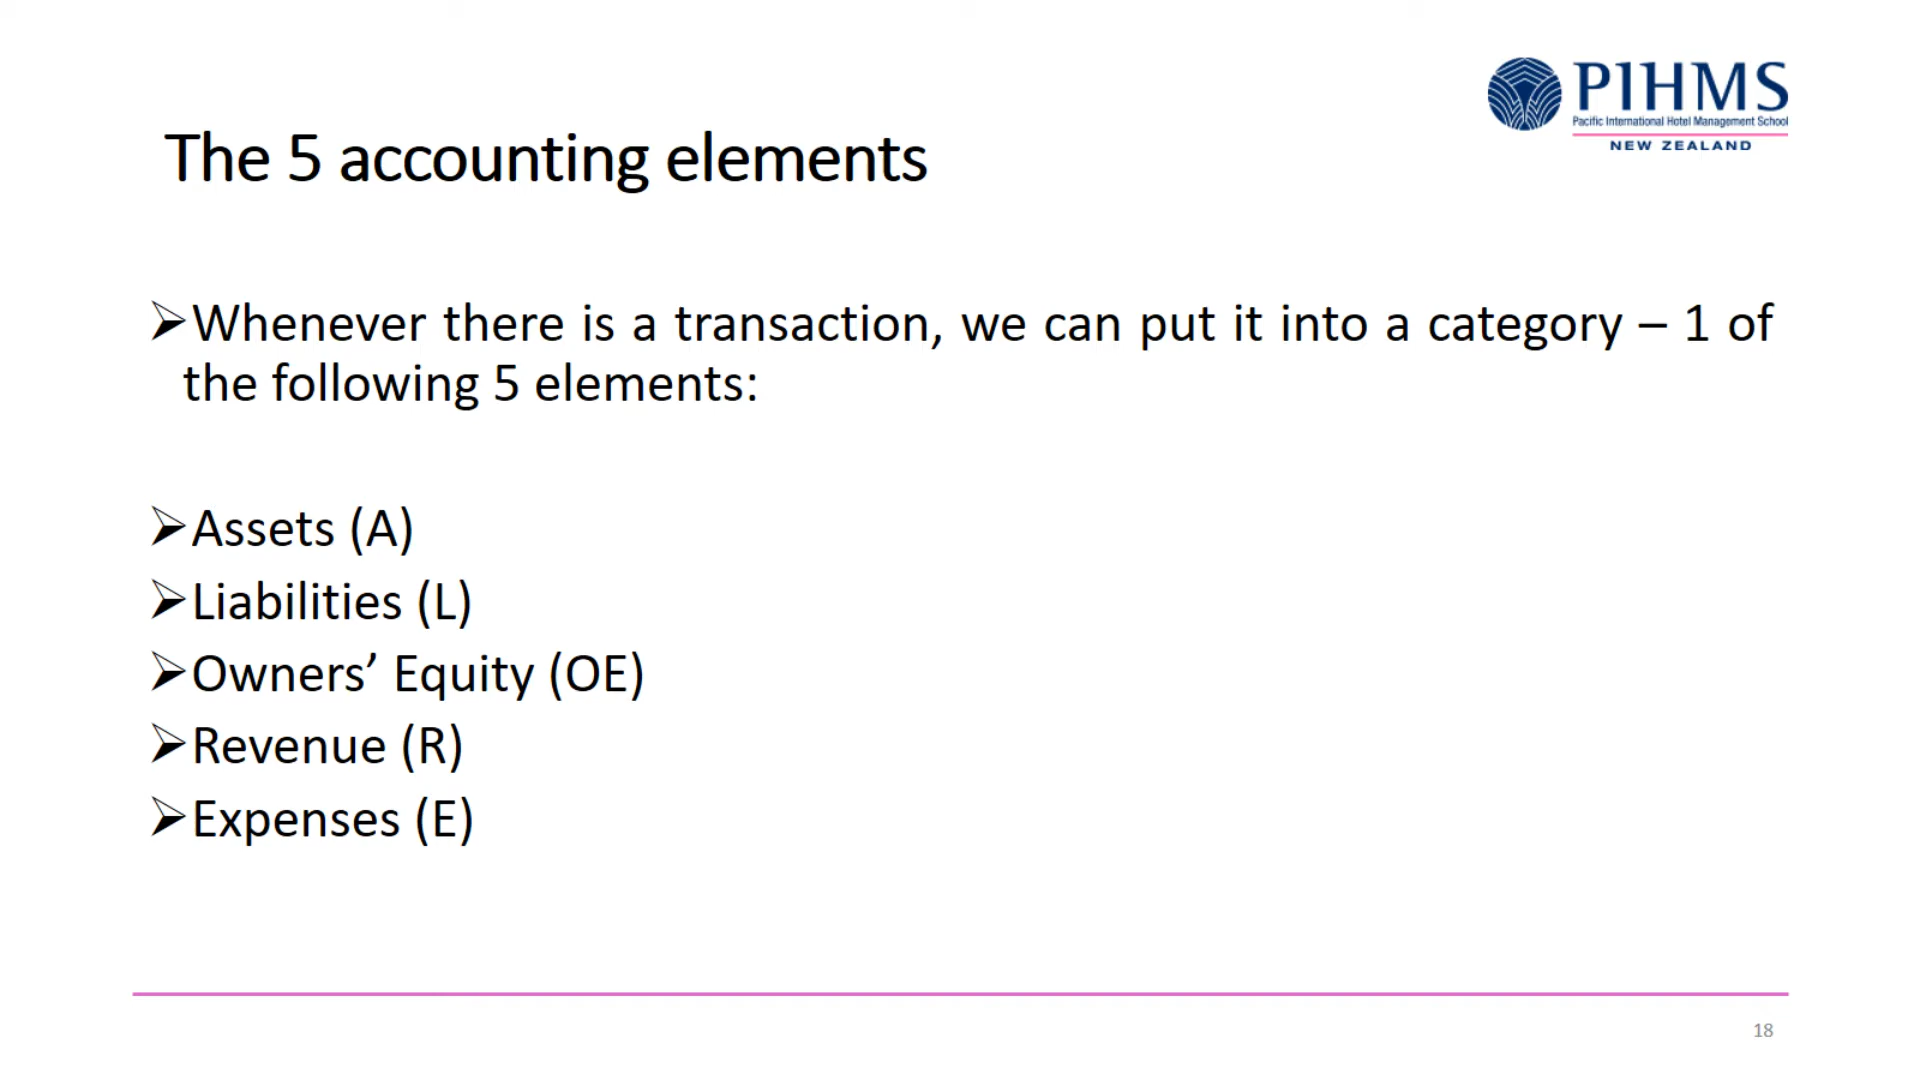 PIHMS
Pacific International Hotel Management School
NEW ZEALAND
The 5 accounting elements
➢Whenever there is a transaction, we can put it into a category – 1 of
the following 5 elements:
➢Assets (A)
➢Liabilities (L)
➢Owners’ Equity (OE)
➢Revenue (R)
➢Expenses (E)
18